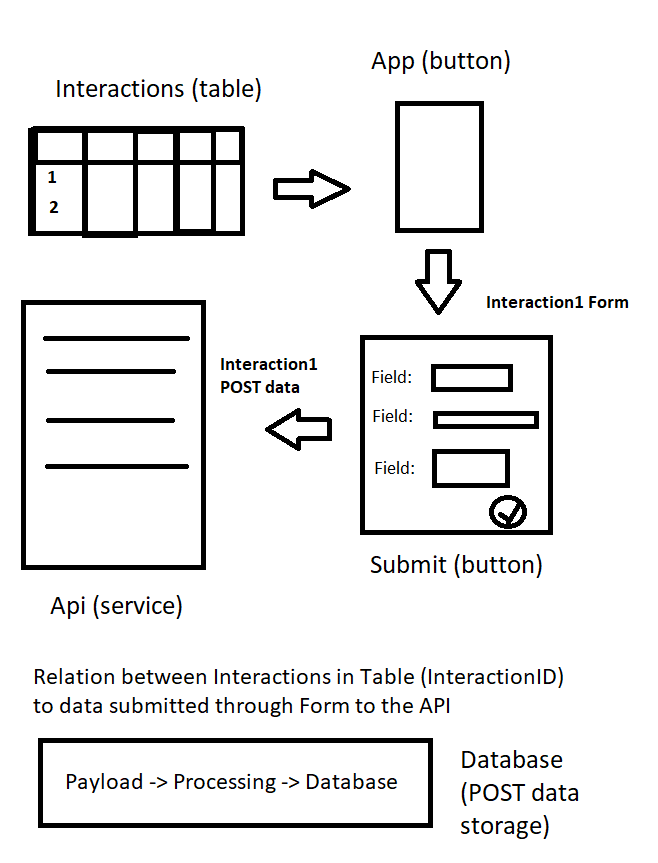 Interactions (table)
App (button)
1
2
Interaction1 Form
Interaction1
POST data
Field:
Field:
Field:
Submit (button)
Api (service)
Relation between Interactions in Table (InteractionID)
to data submitted through Form to the API
Payload -> Processing -> Database
Database
(POST data
storage)